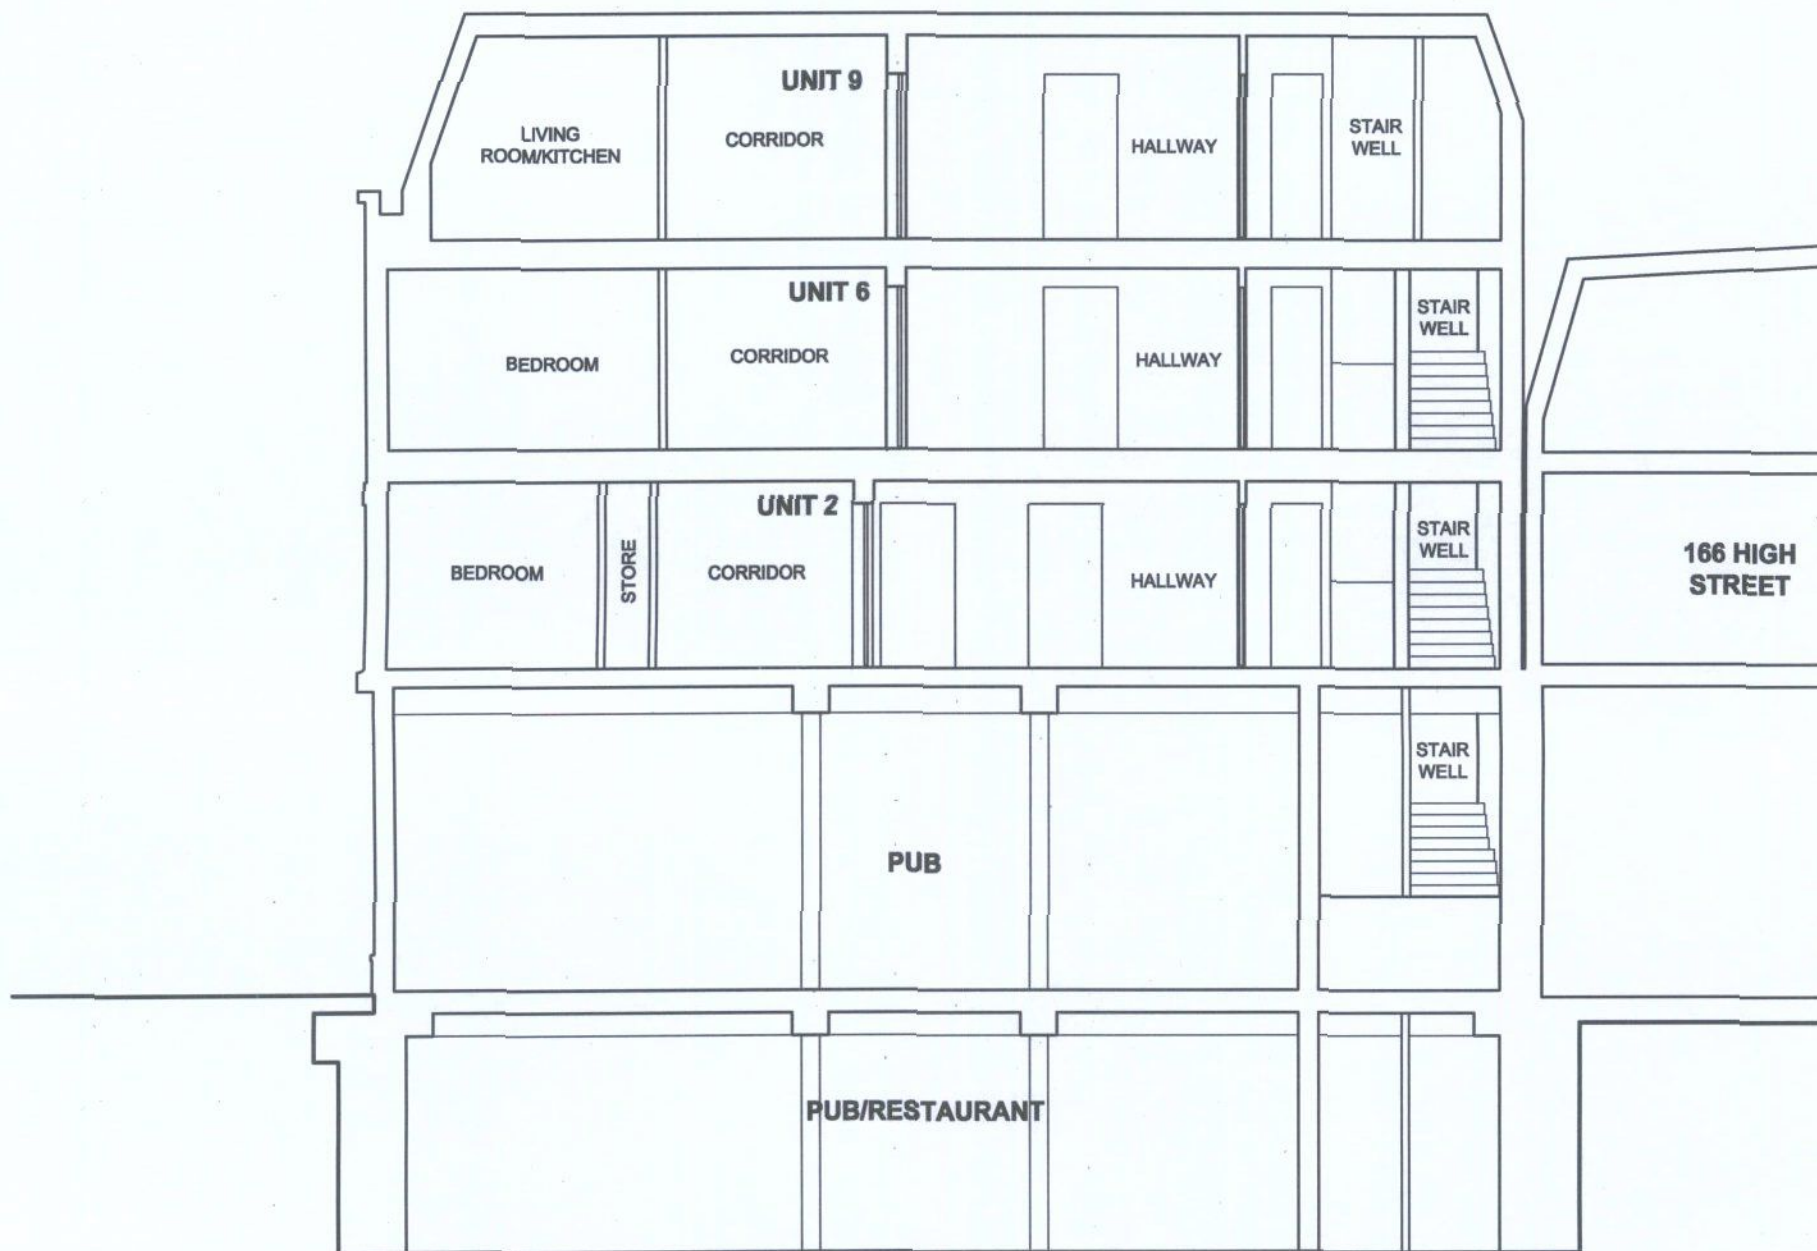 UNIT 9
LIVING
ROOM/KITCHEN
CORRIDOR
HALLWAY
STAIR
WELL
UNIT 6
BEDROOM
CORRIDOR
HALLWAY
STAIR
WELL
UNIT 2
BEDROOM
STORE
CORRIDOR
HALLWAY
STAIR
WELL
166 HIGH
STREET
STAIR
WELL
PUB
PUB/RESTAURANT